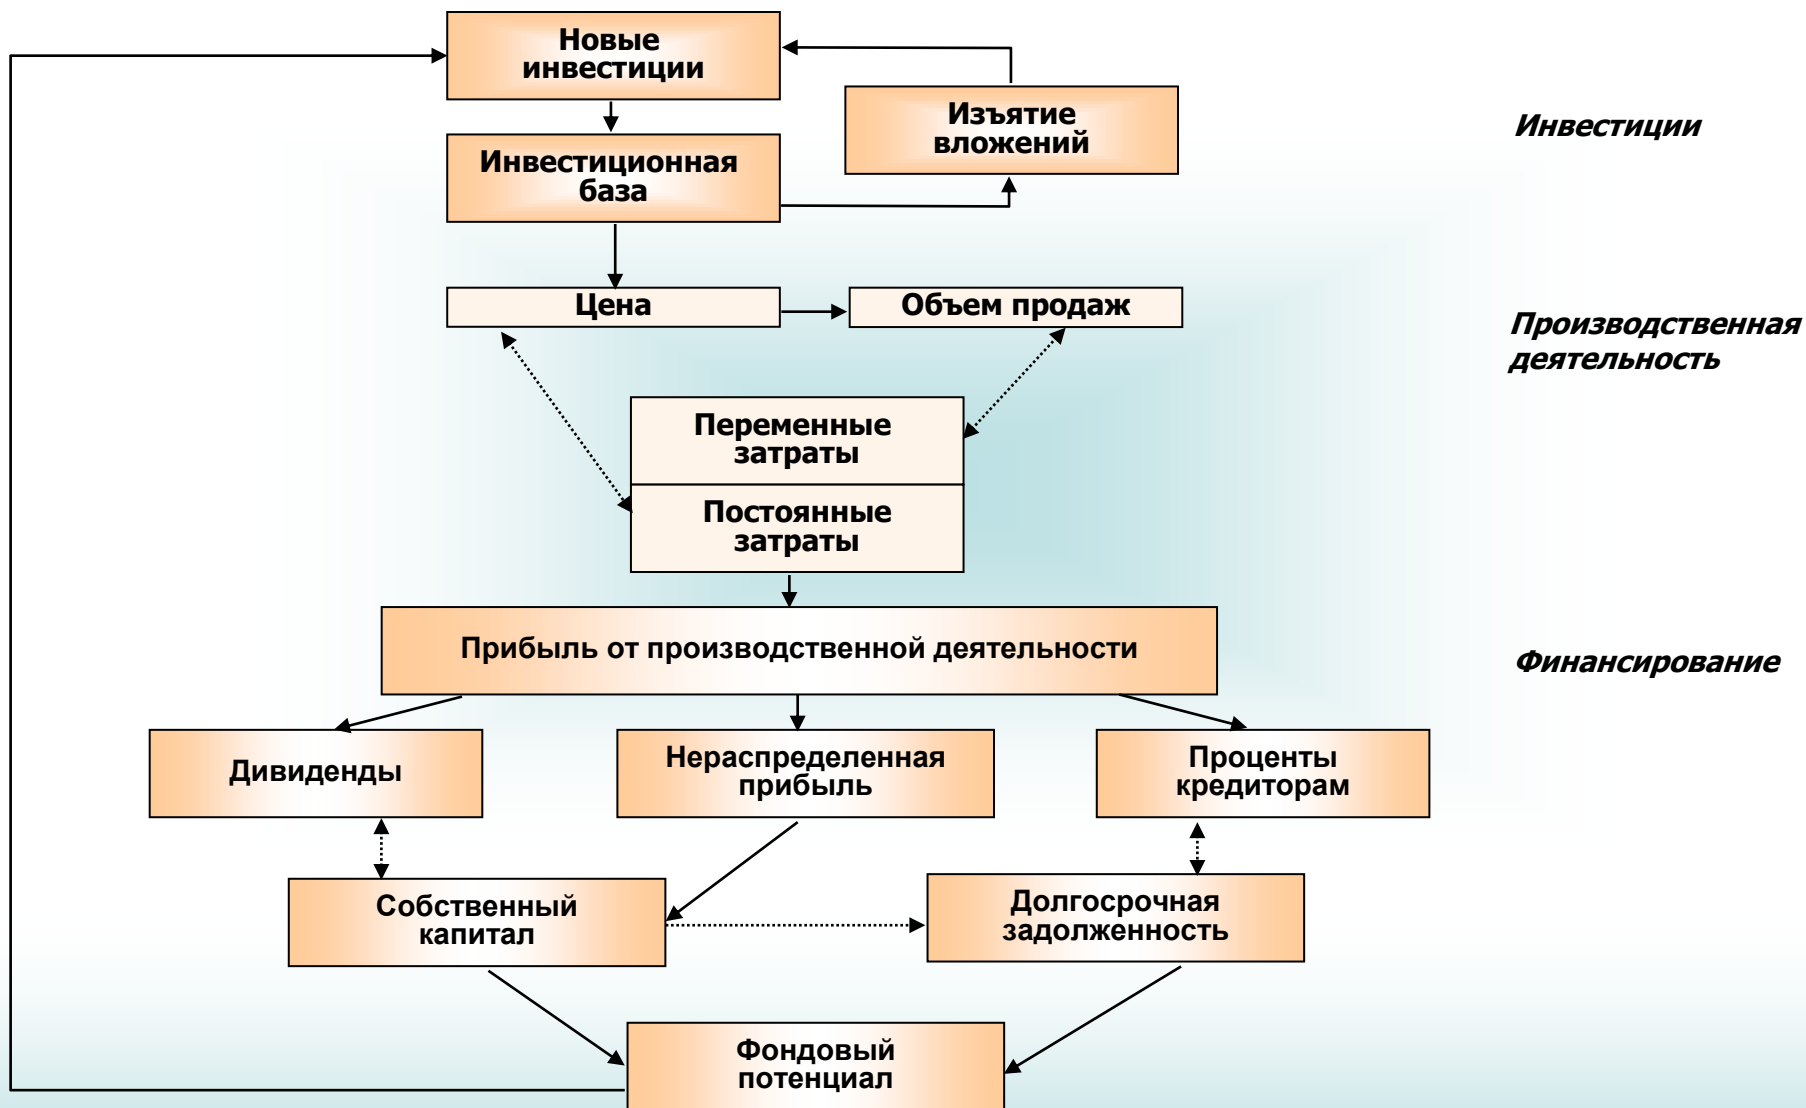 Новые
инвестиции
Изъятие
вложений
Инвестиции
Инвестиционная
база
Цена
Объем продаж
Производственная
деятельность
Переменные
затраты
Постоянные
затраты
Прибыль от производственной деятельности
Финансирование
Дивиденды
Нераспределенная
прибыль
Проценты
кредиторам
Собственный
капитал
Долгосрочная
задолженность
Фондовый
потенциал